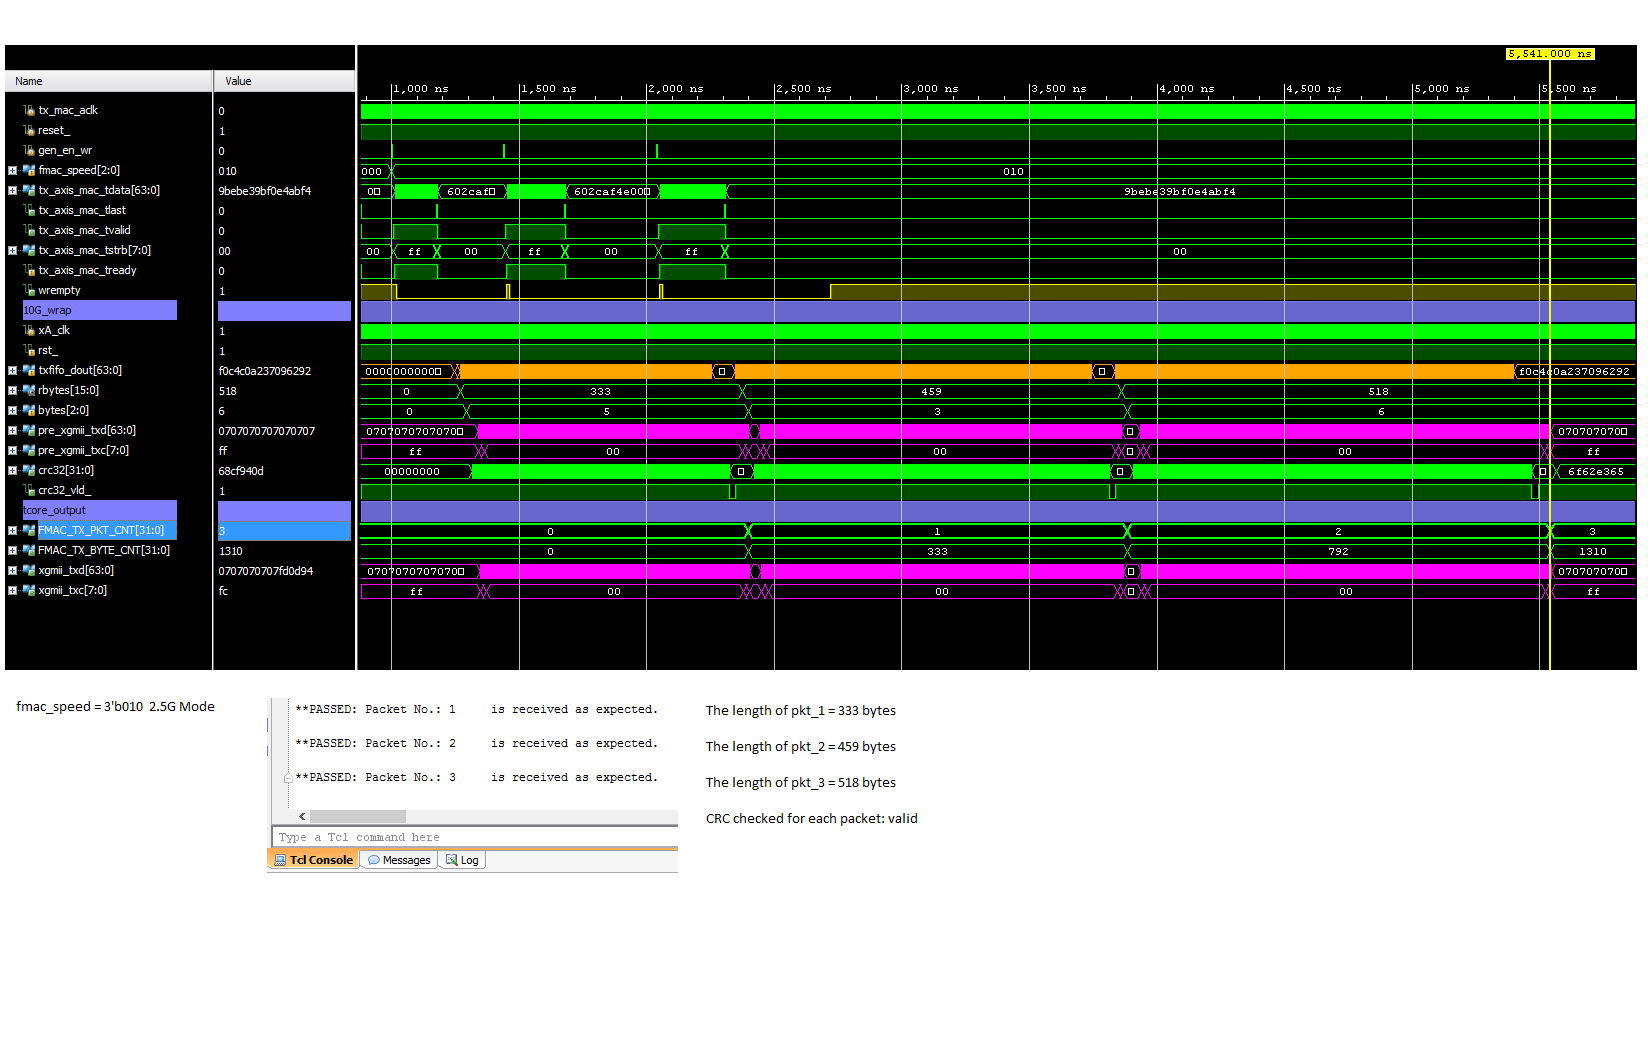 5,541.000 ns
Name Value
1,000 ns 1,500 ns 2,000 ns 2,500 ns 3,000 ns 3,500 ns 4,000 ns 4,500 ns 5,000 ns 5,500 ns
tx_mac_aclk 0
reset_ 1
gen_en_wr 0
fmac_speed[2:0] 010 000 010
tx_axis_mac_tdata[63:0] 9bebe39bf0e4abf4 0□ 602caf□ 602caf4e00□ 9bebe39bf0e4abf4
tx_axis_mac_tlast 0
tx_axis_mac_tvalid 0
tx_axis_mac_tstrb[7:0] 00 00 ff 00 ff 00 ff 00
tx_axis_mac_tready 0
wrempty 1
10G_wrap
xA_clk 1
rst_ 1
txfifo_dout[63:0] f0c4c0a237096292 0000000000□ □ □ f0c4c0a237096292
rbytes[15:0] 518 0 333 459 518
bytes[2:0] 6 0 5 3 6
pre_xgmii_txd[63:0] 0707070707070707 0707070707070□ □ 070707070□
pre_xgmii_txc[7:0] ff ff 00 00 □ 00 ff
crc32[31:0] 68cf940d 00000000 □ □ □ 6f62e365
crc32_vld_ 1
tcore_output
FMAC_TX_PKT_CNT[31:0] 3 0 1 2 3
FMAC_TX_BYTE_CNT[31:0] 1310 0 333 792 1310
xgmii_txd[63:0] 0707070707fd0d94 0707070707070□ □ 070707070□
xgmii_txc[7:0] fc ff 00 00 □ 00 ff
fmac_speed = 3'b010 2.5G Mode
**PASSED: Packet No.: 1 is received as expected.
The length of pkt_1 = 333 bytes
**PASSED: Packet No.: 2 is received as expected.
The length of pkt_2 = 459 bytes
**PASSED: Packet No.: 3 is received as expected.
The length of pkt_3 = 518 bytes
CRC checked for each packet: valid
Type a Tcl command here
Tcl Console Messages Log